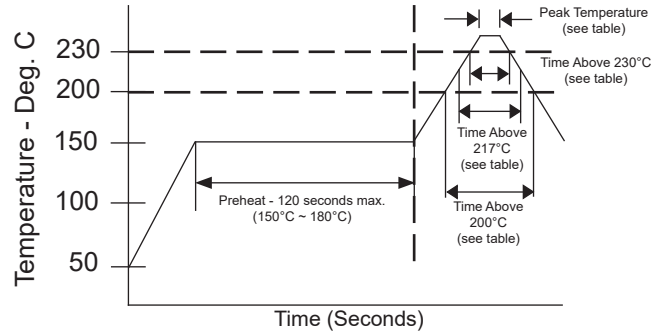 Temperature - Deg. C
230
200
150
100
50
Peak Temperature
(see table)
Time Above 230°C
(see table)
Time Above
217°C
(see table)
Time Above
200°C
(see table)
Preheat - 120 seconds max.
(150°C ~ 180°C)
Time (Seconds)